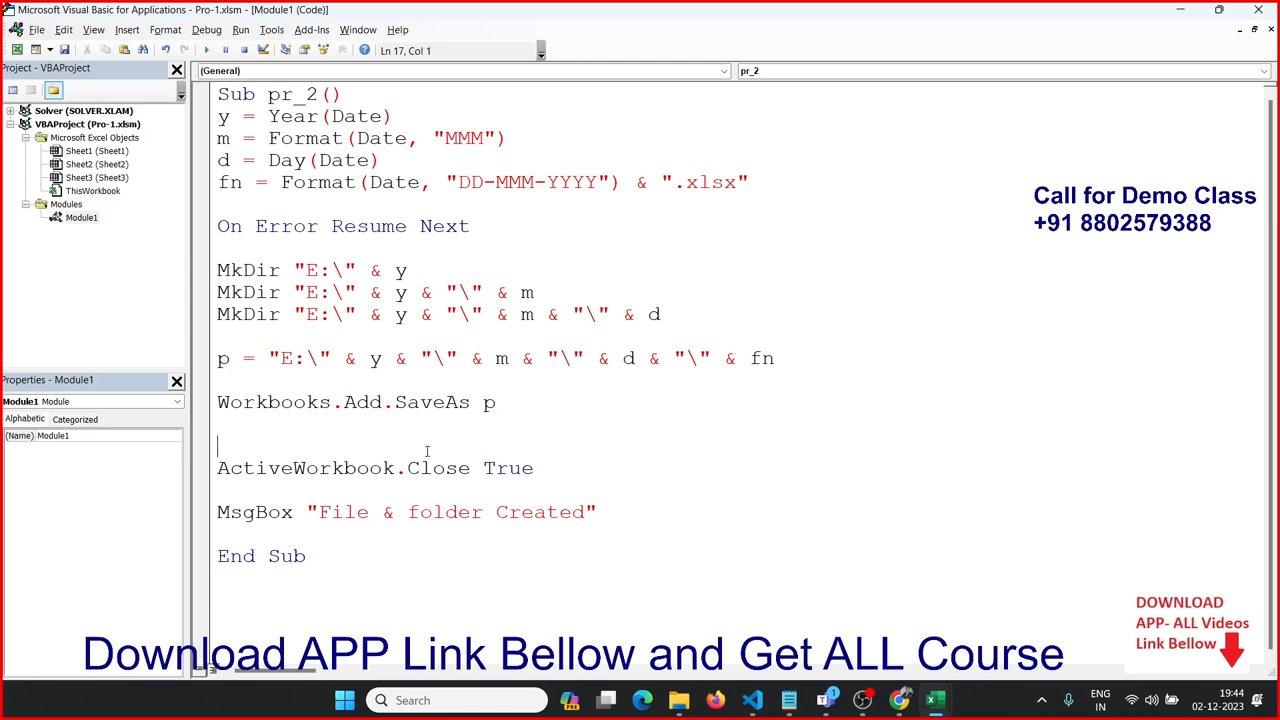 Microsoft Visual Basic for Applications - Pro-1.xlsm - [Module1 (Code)]
File Edit View Insert Format Debug Run Tools Add-Ins Window Help
Ln 17, Col 1
Project - VBAProject
(General)
pr_2
Solver (SOLVER.XLAM)
VBAProject (Pro-1.xlsm)
Microsoft Excel Objects
Sheet1 (Sheet1)
Sheet2 (Sheet2)
Sheet3 (Sheet3)
ThisWorkbook
Modules
Module1
Properties - Module1
Module1 Module
Alphabetic Categorized
(Name) Module1
Sub pr_2()
y = Year(Date)
m = Format(Date, "MMM")
d = Day(Date)
fn = Format(Date, "DD-MMM-YYYY") & ".xlsx"
On Error Resume Next
MkDir "E:\" & y
MkDir "E:\" & y & "\" & m
MkDir "E:\" & y & "\" & m & "\" & d
p = "E:\" & y & "\" & m & "\" & d & "\" & fn
Workbooks.Add.SaveAs p
ActiveWorkbook.Close True
MsgBox "File & folder Created"
End Sub
Call for Demo Class
+91 8802579388
DOWNLOAD
APP- ALL Videos
Link Bellow
Download APP Link Bellow and Get ALL Course
Search
PRE
1
ENG
IN
19:44
02-12-2023